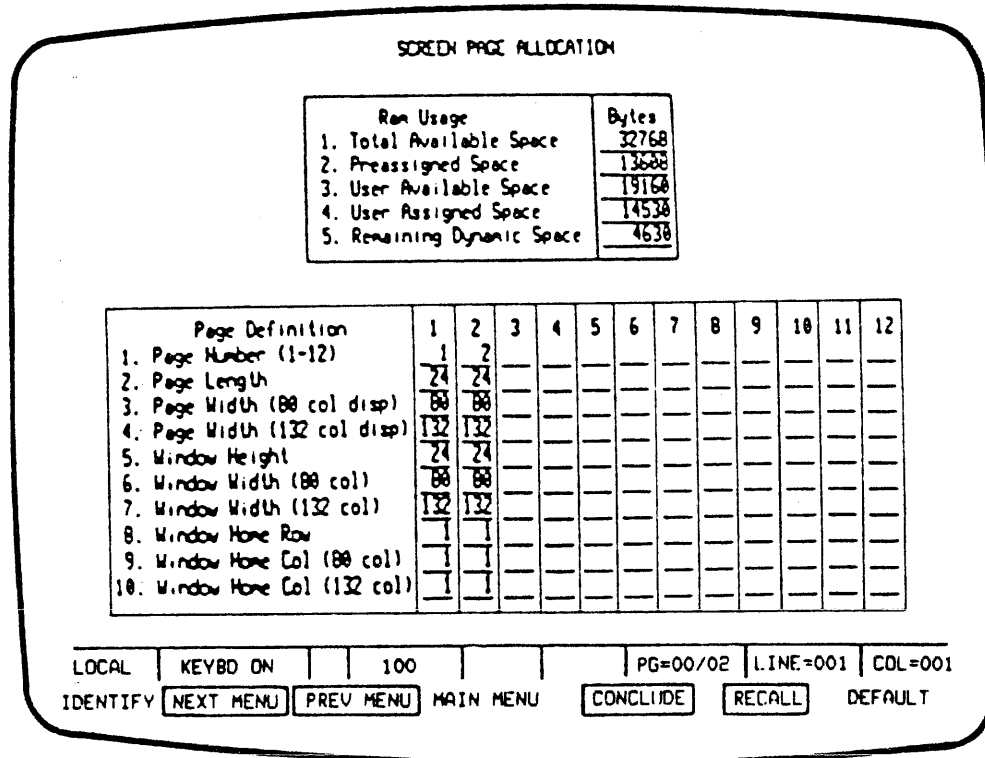 SCREEN PAGE ALLOCATION
Ram Usage Bytes
1. Total Available Space 32768
2. Preassigned Space 13608
3. User Available Space 19160
4. User Assigned Space 14530
5. Remaining Dynamic Space 4630
Page Definition 1 2 3 4 5 6 7 8 9 10 11 12
1. Page Number (1-12) 1 2
2. Page Length 24 24
3. Page Width (80 col disp) 80 80
4. Page Width (132 col disp) 132 132
5. Window Height 24 24
6. Window Width (80 col) 80 80
7. Window Width (132 col) 132 132
8. Window Home Row 1 1
9. Window Home Col (80 col) 1 1
10. Window Home Col (132 col) 1 1
LOCAL KEYBD ON 100 PG=00/02 LINE=001 COL=001
IDENTIFY NEXT MENU PREV MENU MAIN MENU CONCLUDE RECALL DEFAULT